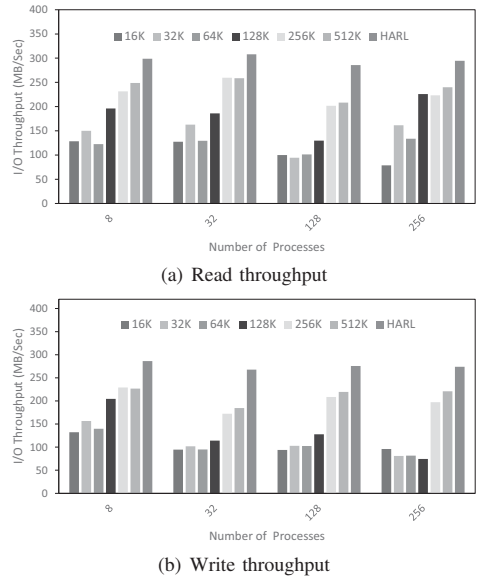 400
350
300
250
200
150
100
50
0
I/O Throughput (MB/Sec)
16K 32K 64K 128K 256K 512K HARL
8 32 128 256
Number of Processes
(a) Read throughput
400
350
300
250
200
150
100
50
0
I/O Throughput (MB/Sec)
16K 32K 64K 128K 256K 512K HARL
8 32 128 256
Number of Processes
(b) Write throughput